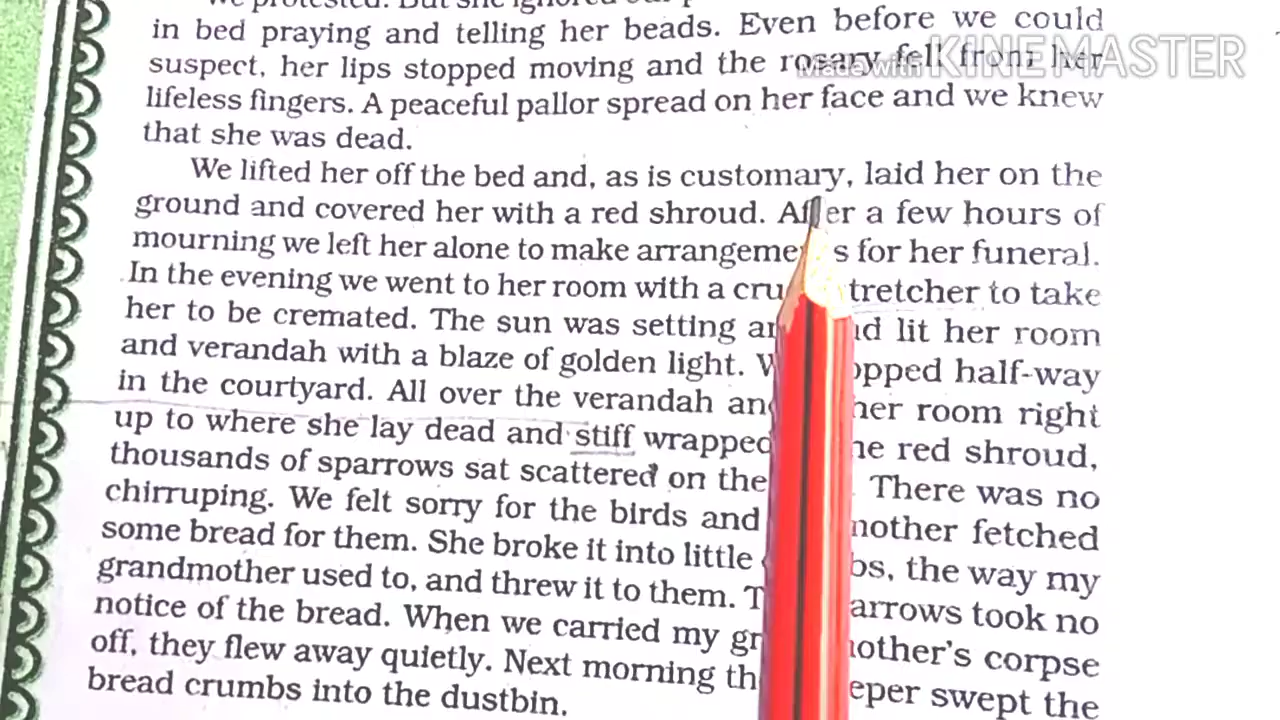 in bed praying and telling her beads. Even before we could
suspect, her lips stopped moving and the rosary fell from her
lifeless fingers. A peaceful pallor spread on her face and we knew
that she was dead.
We lifted her off the bed and, as is customary, laid her on the
ground and covered her with a red shroud. After a few hours of
mourning we left her alone to make arrangements for her funeral.
In the evening we went to her room with a crude stretcher to take
her to be cremated. The sun was setting and lit her room
and verandah with a blaze of golden light. We stopped half-way
in the courtyard. All over the verandah and her room right
up to where she lay dead and stiff wrapped the red shroud,
thousands of sparrows sat scattered on the There was no
chirruping. We felt sorry for the birds and mother fetched
some bread for them. She broke it into little the way my
grandmother used to, and threw it to them. sparrows took no
notice of the bread. When we carried my grandmother's corpse
off, they flew away quietly. Next morning the sweeper swept the
bread crumbs into the dustbin.
Made with KINEMASTER